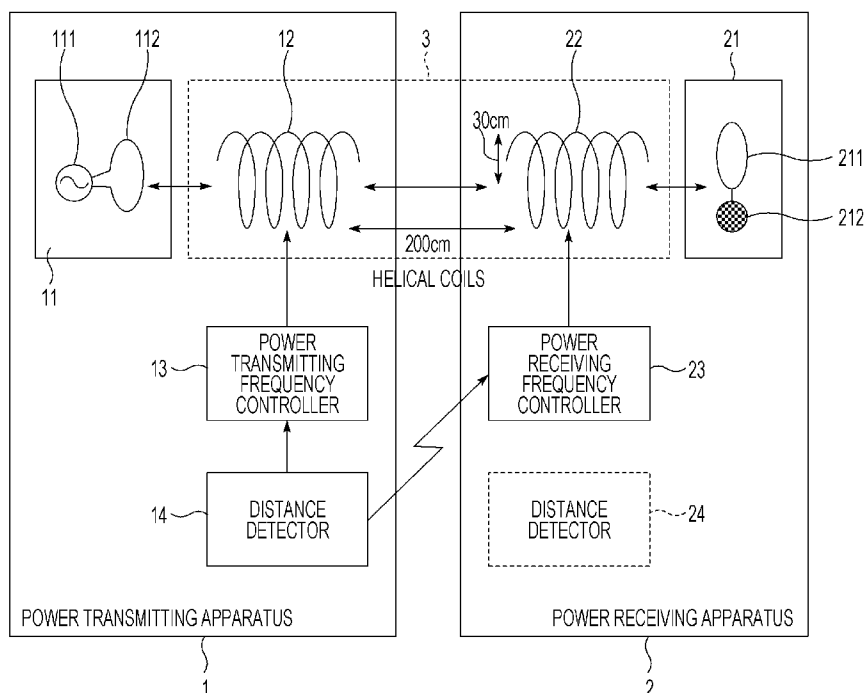 111
112
12
3
22
21
30cm
211
212
200cm
11
HELICAL COILS
13
POWER
TRANSMITTING
FREQUENCY
CONTROLLER
POWER
RECEIVING
FREQUENCY
CONTROLLER
23
14
DISTANCE
DETECTOR
DISTANCE
DETECTOR
24
POWER TRANSMITTING APPARATUS
POWER RECEIVING APPARATUS
1
2